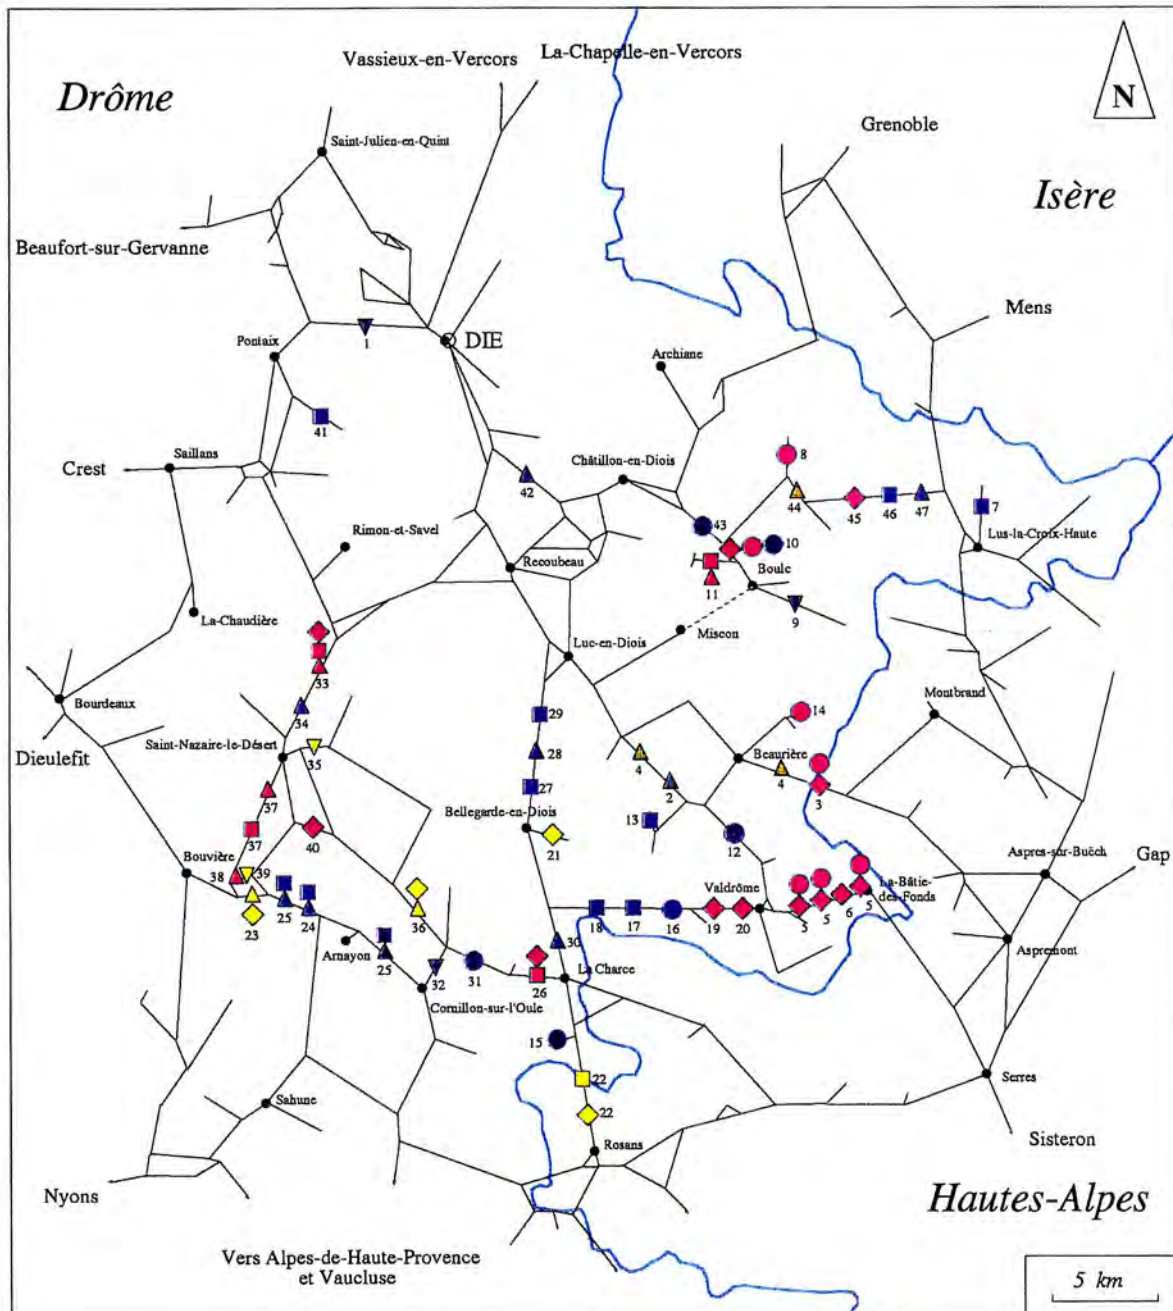 La-Chapelle-en-Vercors
Vassieux-en-Vercors
Drôme
N
Grenoble
Saint-Julien-en-Quint
Isère
Beaufort-sur-Gervanne
Mens
1
DIE
Pontaix
Archiane
41
Saillans
Crest
Châtillon-en-Diois
8
42
44
45
46
47
7
43
Rimon-et-Savel
10
Lus-la-Croix-Haute
Recoubeau
Boulc
11
9
La-Chaudière
Miscon
Luc-en-Diois
33
Bourdeaux
Montbrand
34
29
14
Dieulefit
Saint-Nazaire-le-Désert
35
28
4
Beaurière
4
2
3
37
27
Bellegarde-en-Diois
13
37
40
21
12
Aspres-sur-Buëch
Gap
Bouvière
38
39
Valdrôme
La-Bâtie-
des-Fonds
23
25
24
36
18
17
16
19
20
5
5
6
5
Arnayon
30
Aspremont
25
32
31
26
La Charce
Cornillon-sur-l'Oule
15
22
Serres
Sahune
22
Rosans
Sisteron
Nyons
Hautes-Alpes
Vers Alpes-de-Haute-Provence
et Vaucluse
5 km